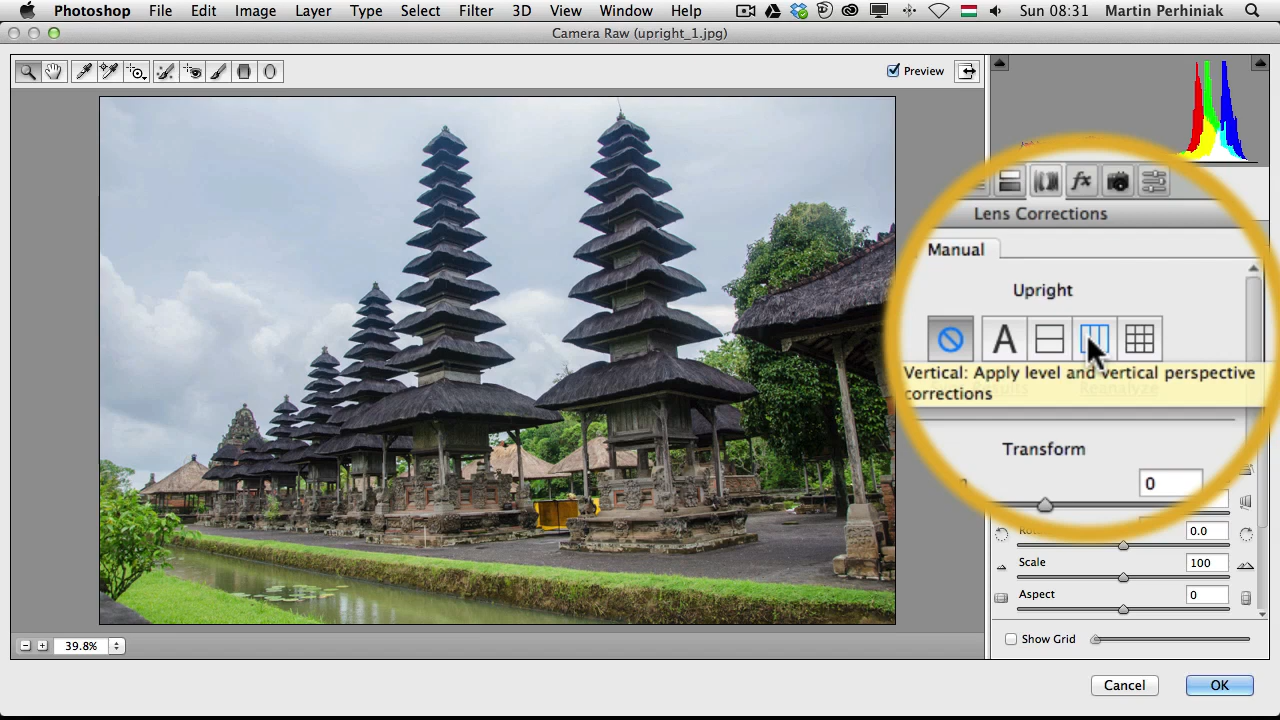 Photoshop File Edit Image Layer Type Select Filter 3D View Window Help Sun 08:31 Martin Perhiniak
Camera Raw (upright_1.jpg)
Preview
fx
Lens Corrections
Manual
Upright
A
Vertical: Apply level and vertical perspective
corrections
Reanalyze
Transform
0
0.0
Scale 100
Aspect 0
39.8%
Show Grid
Cancel OK